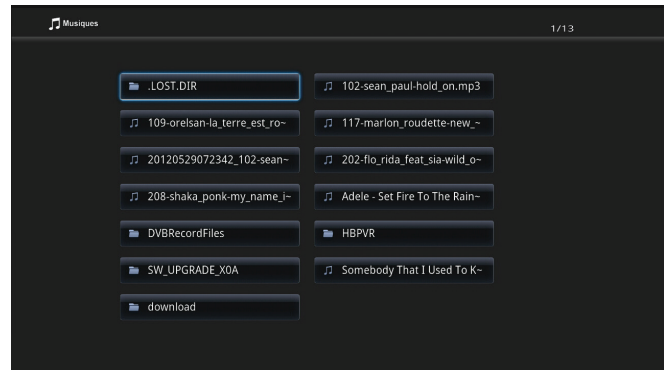 Musiques
1/13
.LOST.DIR
102-sean_paul-hold_on.mp3
109-orelsan-la_terre_est_ro~
117-marlon_roudette-new_~
20120529072342_102-sean~
202-flo_rida_feat_sia-wild_o~
208-shaka_ponk-my_name_i~
Adele - Set Fire To The Rain~
DVBRecordFiles
HBPVR
SW_UPGRADE_X0A
Somebody That I Used To K~
download